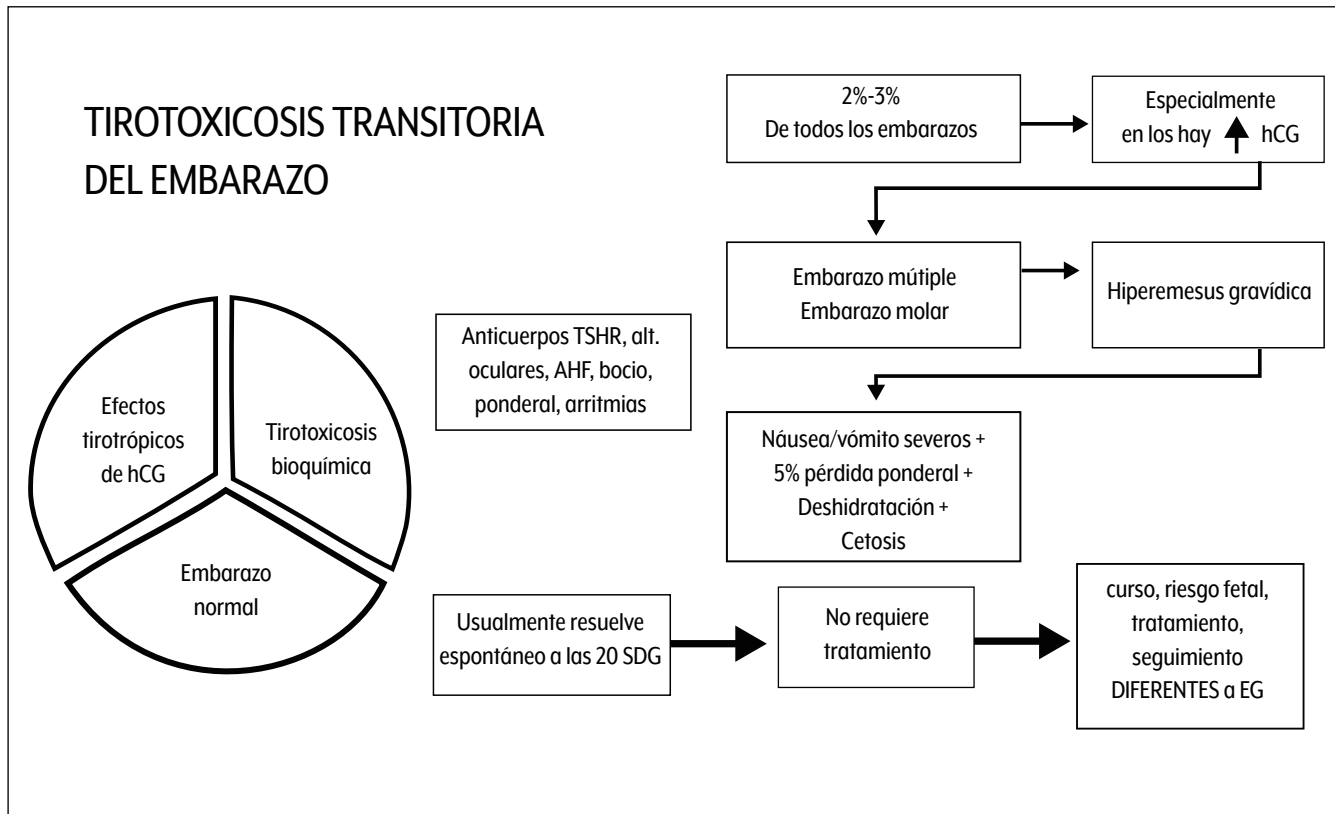 TIROTOXICOSIS TRANSITORIA
DEL EMBARAZO
2%-3%
De todos los embarazos
Especialmente
en los hay hCG
Embarazo mútiple
Embarazo molar
Hiperemesus gravídica
Anticuerpos TSHR, alt.
oculares, AHF, bocio,
ponderal, arritmias
Efectos
tirotrópicos
de hCG
Tirotoxicosis
bioquímica
Embarazo
normal
Náusea/vómito severos +
5% pérdida ponderal +
Deshidratación +
Cetosis
Usualmente resuelve
espontáneo a las 20 SDG
No requiere
tratamiento
curso, riesgo fetal,
tratamiento,
seguimiento
DIFERENTES a EG